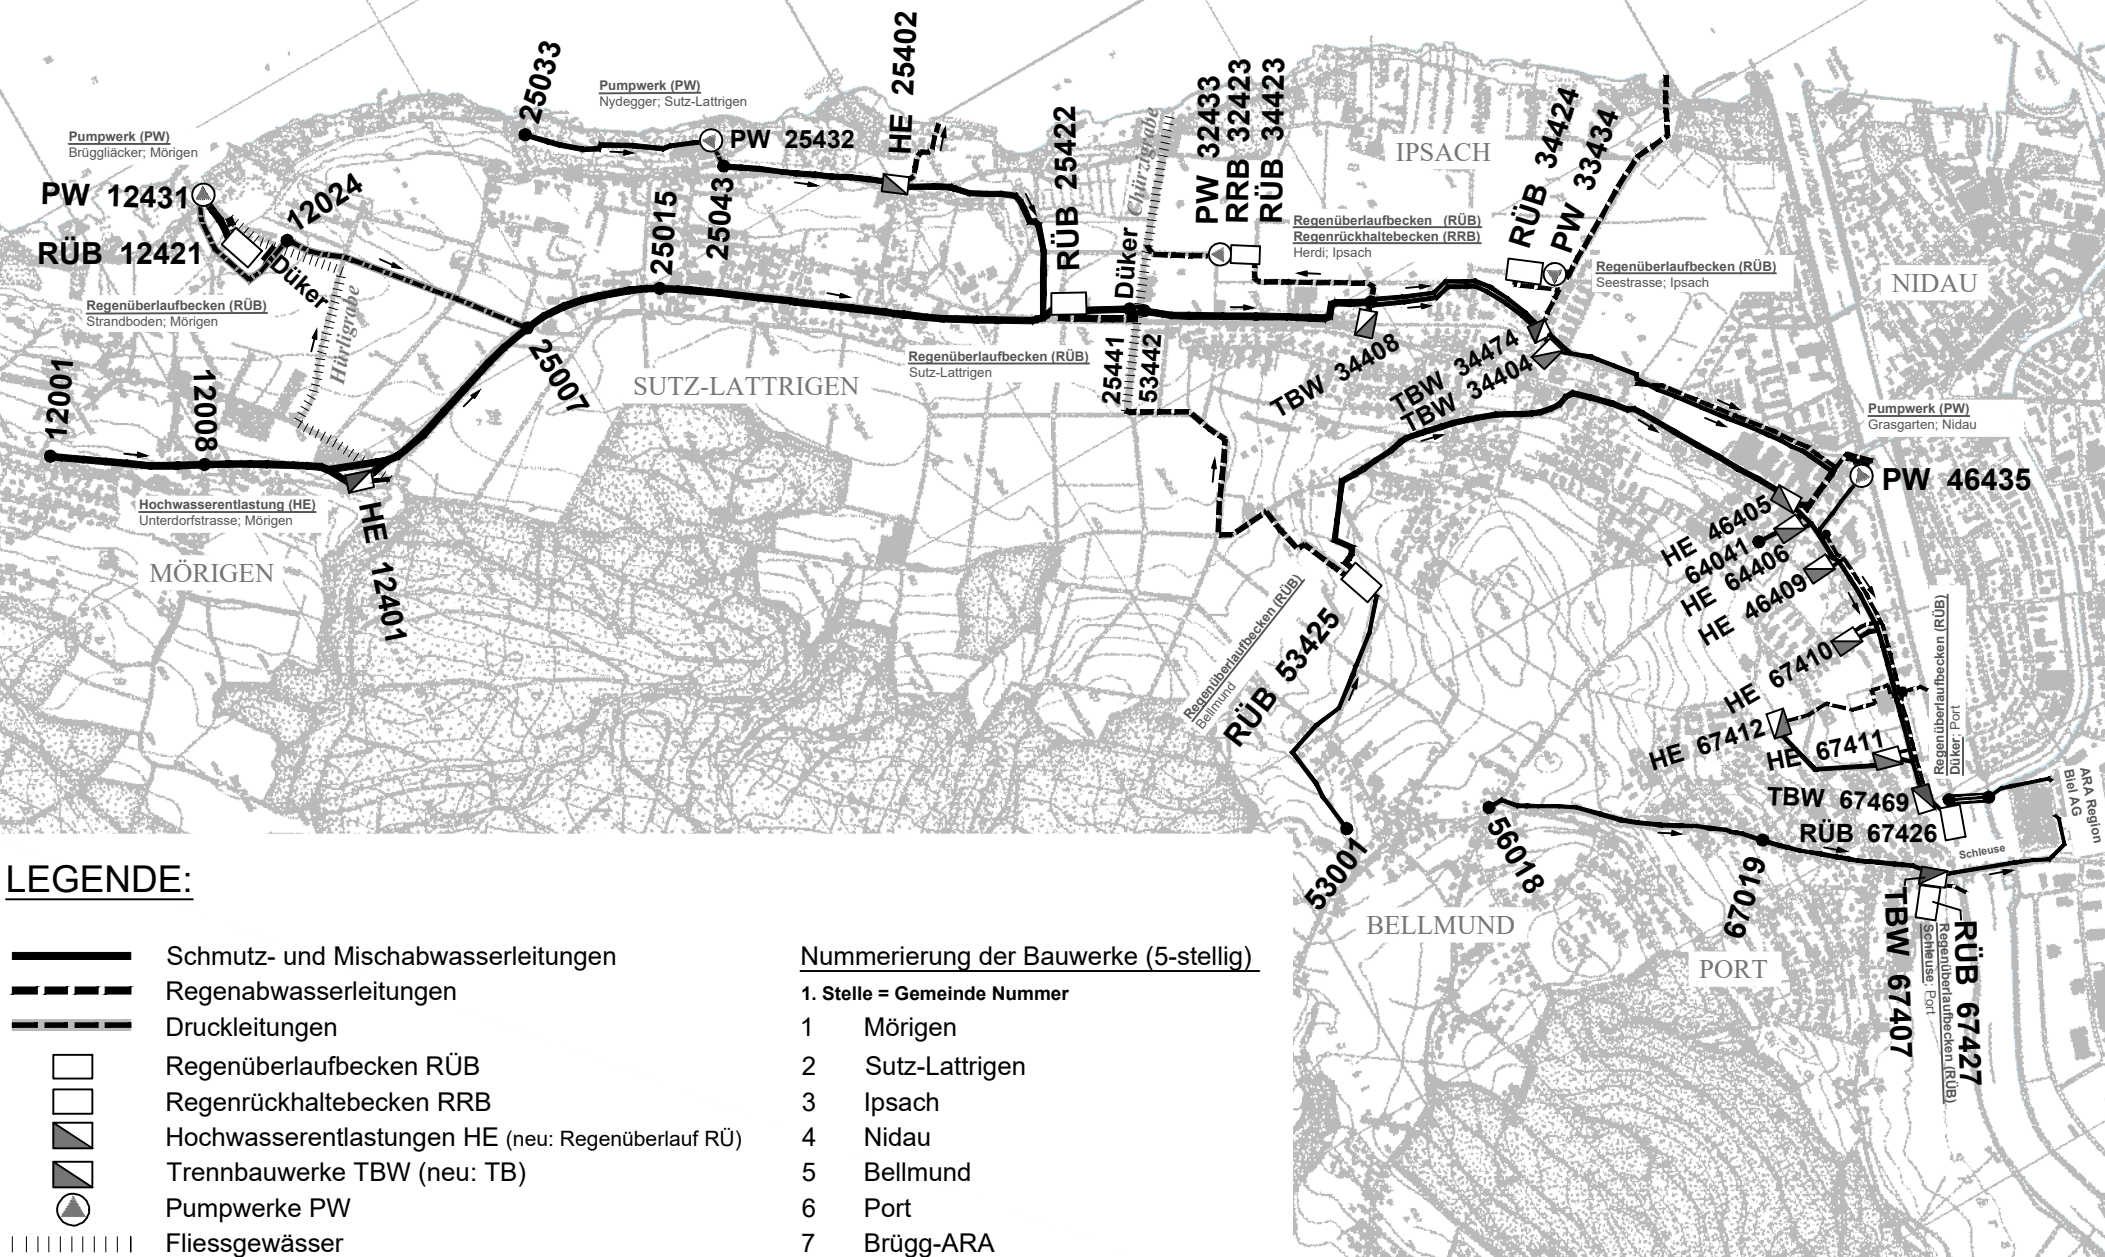 25033
HE 25402
Pumpwerk (PW)
Nydegger; Sutz-Lattrigen
PW 25432
Pumpwerk (PW)
Brüggliäcker; Mörigen
PW 12431
RÜB 12421
12024
Düker
Regenüberlaufbecken (RÜB)
Strandboden; Mörigen
Hürligrabe
25015
25043
RÜB 25422
Düker
Chürzigrabe
PW 32433
RRB 32423
RÜB 34423
IPSACH
Regenüberlaufbecken (RÜB)
Regenrückhaltebecken (RRB)
Herdi; Ipsach
RÜB 34424
PW 33434
Regenüberlaufbecken (RÜB)
Seestrasse; Ipsach
NIDAU
12001
12008
25007
SUTZ-LATTRIGEN
Regenüberlaufbecken (RÜB)
Sutz-Lattrigen
25441
53442
TBW 34408
TBW 34474
TBW 34404
Pumpwerk (PW)
Grasgarten; Nidau
PW 46435
Hochwasserentlastung (HE)
Unterdorfstrasse; Mörigen
HE 12401
MÖRIGEN
HE 46405
64041
HE 64406
HE 46409
HE 67410
HE 67412
HE 67411
Regenüberlaufbecken (RÜB)
Düker; Port
Regenüberlaufbecken (RÜB)
Bellmund
RÜB 53425
TBW 67469
RÜB 67426
ARA Region
Biel AG
Schleuse
53001
56018
67019
BELLMUND
PORT
TBW 67407
RÜB 67427
Regenüberlaufbecken (RÜB)
Schleuse; Port
LEGENDE:
Schmutz- und Mischabwasserleitungen
Regenabwasserleitungen
Druckleitungen
Regenüberlaufbecken RÜB
Regenrückhaltebecken RRB
Hochwasserentlastungen HE (neu: Regenüberlauf RÜ)
Trennbauwerke TBW (neu: TB)
Pumpwerke PW
Fliessgewässer
Nummerierung der Bauwerke (5-stellig)
1. Stelle = Gemeinde Nummer
1 Mörigen
2 Sutz-Lattrigen
3 Ipsach
4 Nidau
5 Bellmund
6 Port
7 Brügg-ARA